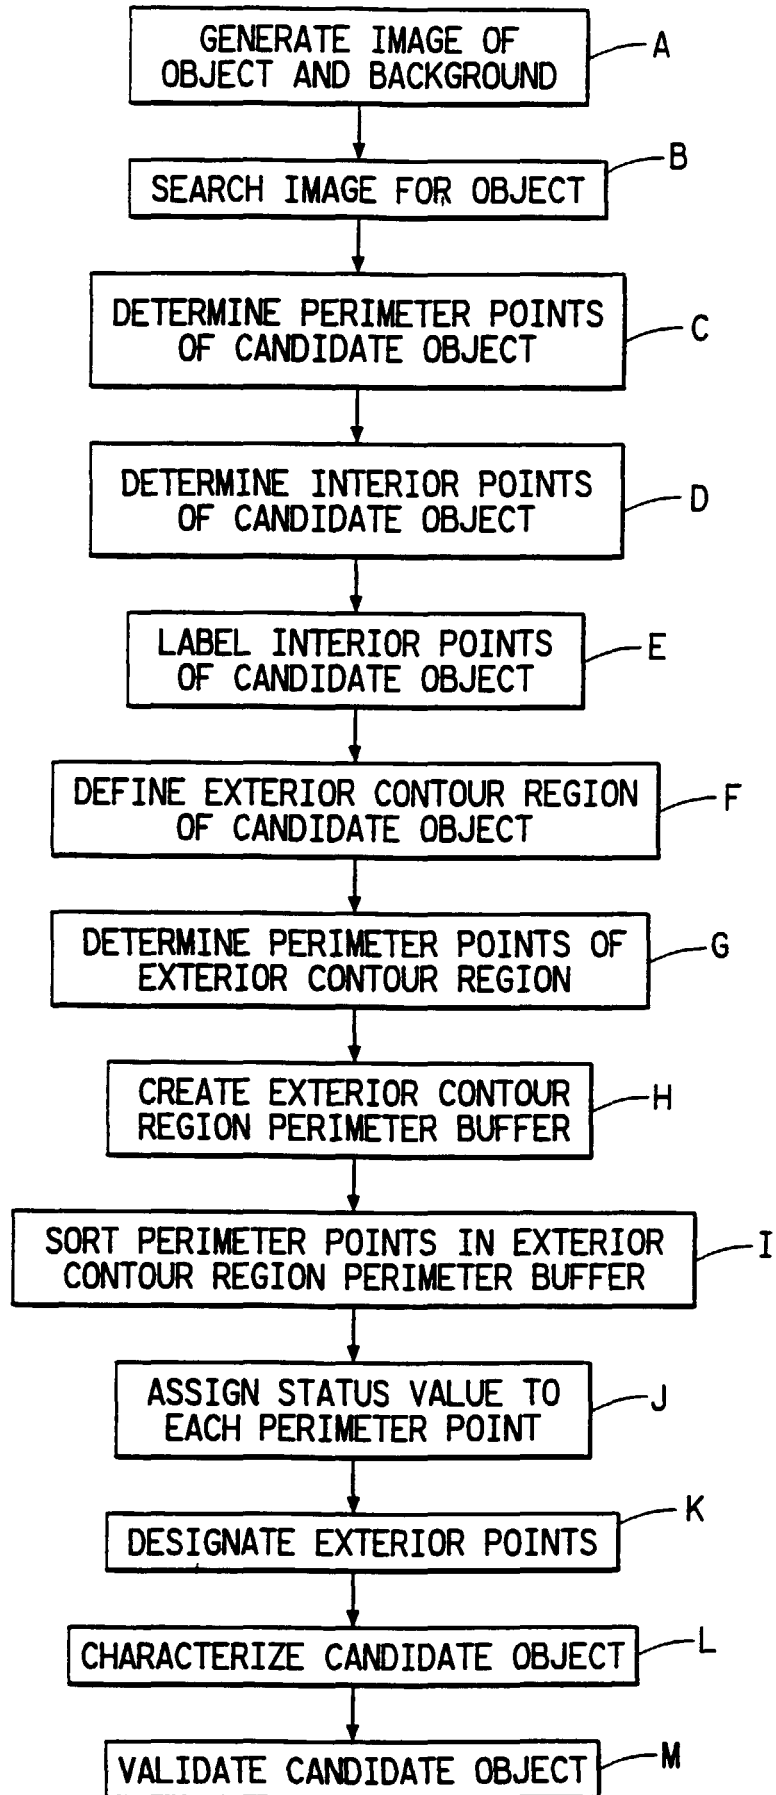 GENERATE IMAGE OF
OBJECT AND BACKGROUND
A
SEARCH IMAGE FOR OBJECT
B
DETERMINE PERIMETER POINTS
OF CANDIDATE OBJECT
C
DETERMINE INTERIOR POINTS
OF CANDIDATE OBJECT
D
LABEL INTERIOR POINTS
OF CANDIDATE OBJECT
E
DEFINE EXTERIOR CONTOUR REGION
OF CANDIDATE OBJECT
F
DETERMINE PERIMETER POINTS OF
EXTERIOR CONTOUR REGION
G
CREATE EXTERIOR CONTOUR
REGION PERIMETER BUFFER
H
SORT PERIMETER POINTS IN EXTERIOR
CONTOUR REGION PERIMETER BUFFER
I
ASSIGN STATUS VALUE TO
EACH PERIMETER POINT
J
DESIGNATE EXTERIOR POINTS
K
CHARACTERIZE CANDIDATE OBJECT
L
VALIDATE CANDIDATE OBJECT
M